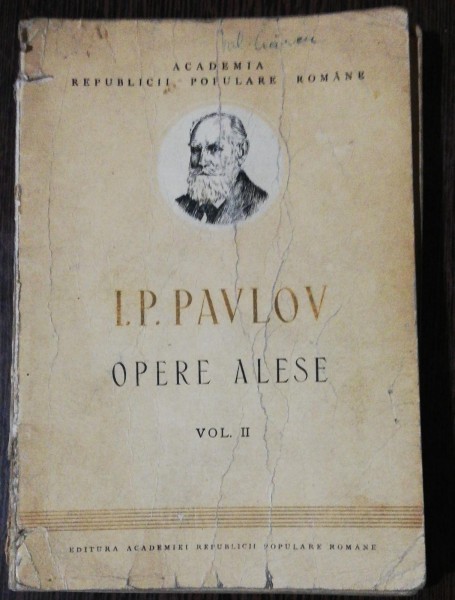 ACADEMIA
REPUBLICII POPULARE ROMÂNE
I.P. PAVLOV
OPERE ALESE
VOL. II
EDITURA ACADEMIEI REPUBLICII POPULARE ROMÂNE